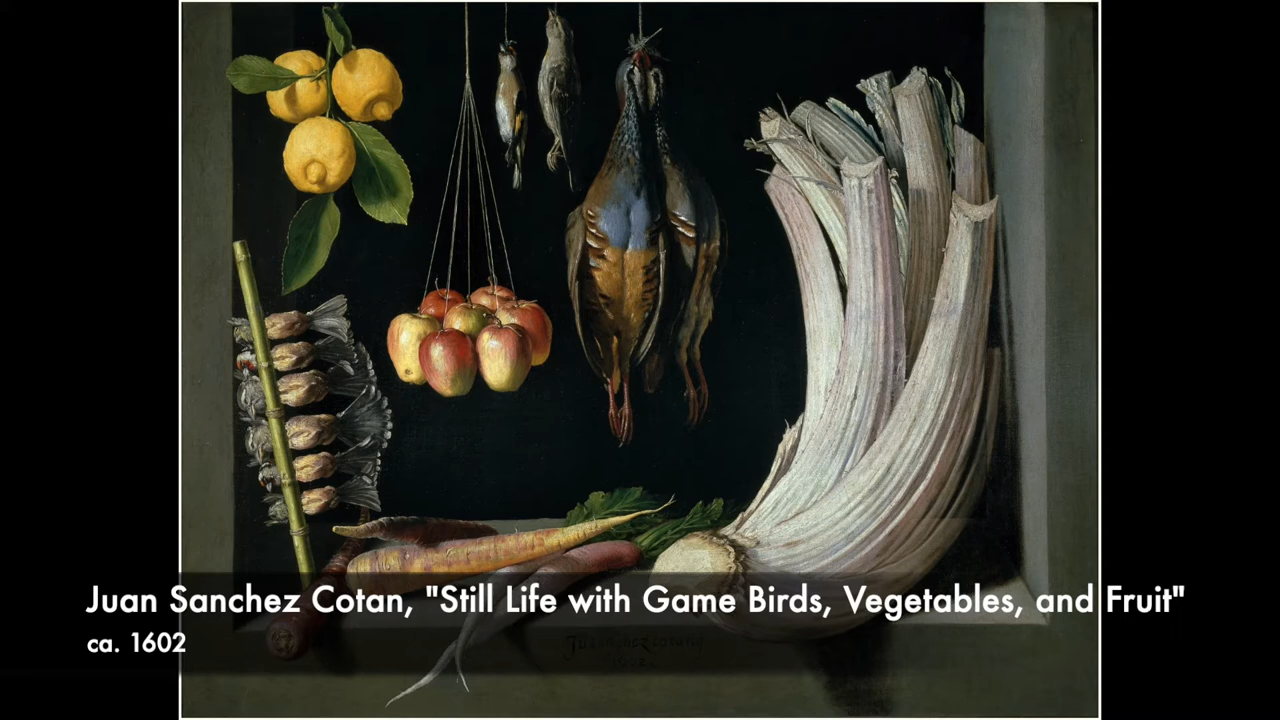 Juan Sanchez Cotan, "Still Life with Game Birds, Vegetables, and Fruit"
ca. 1602